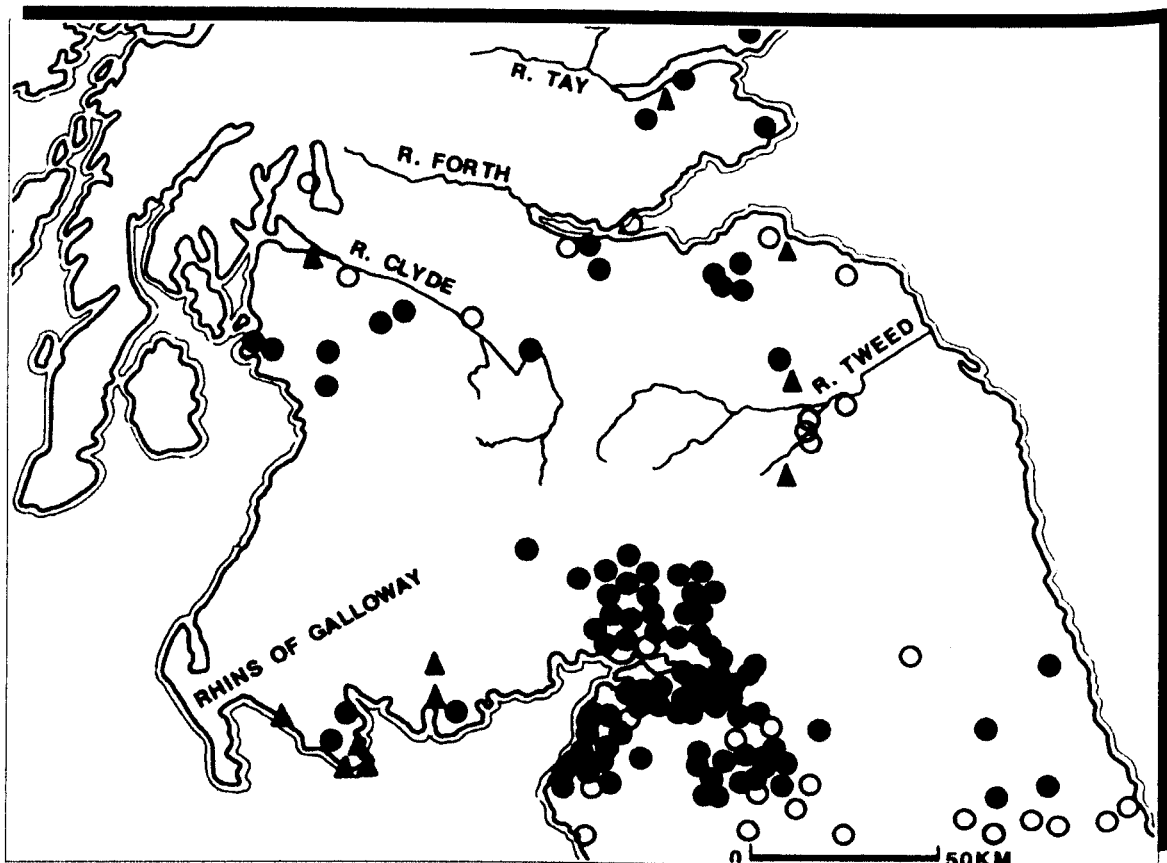 R. TAY
R. FORTH
R. CLYDE
R. TWEED
RHINS OF GALLOWAY
0 50KM